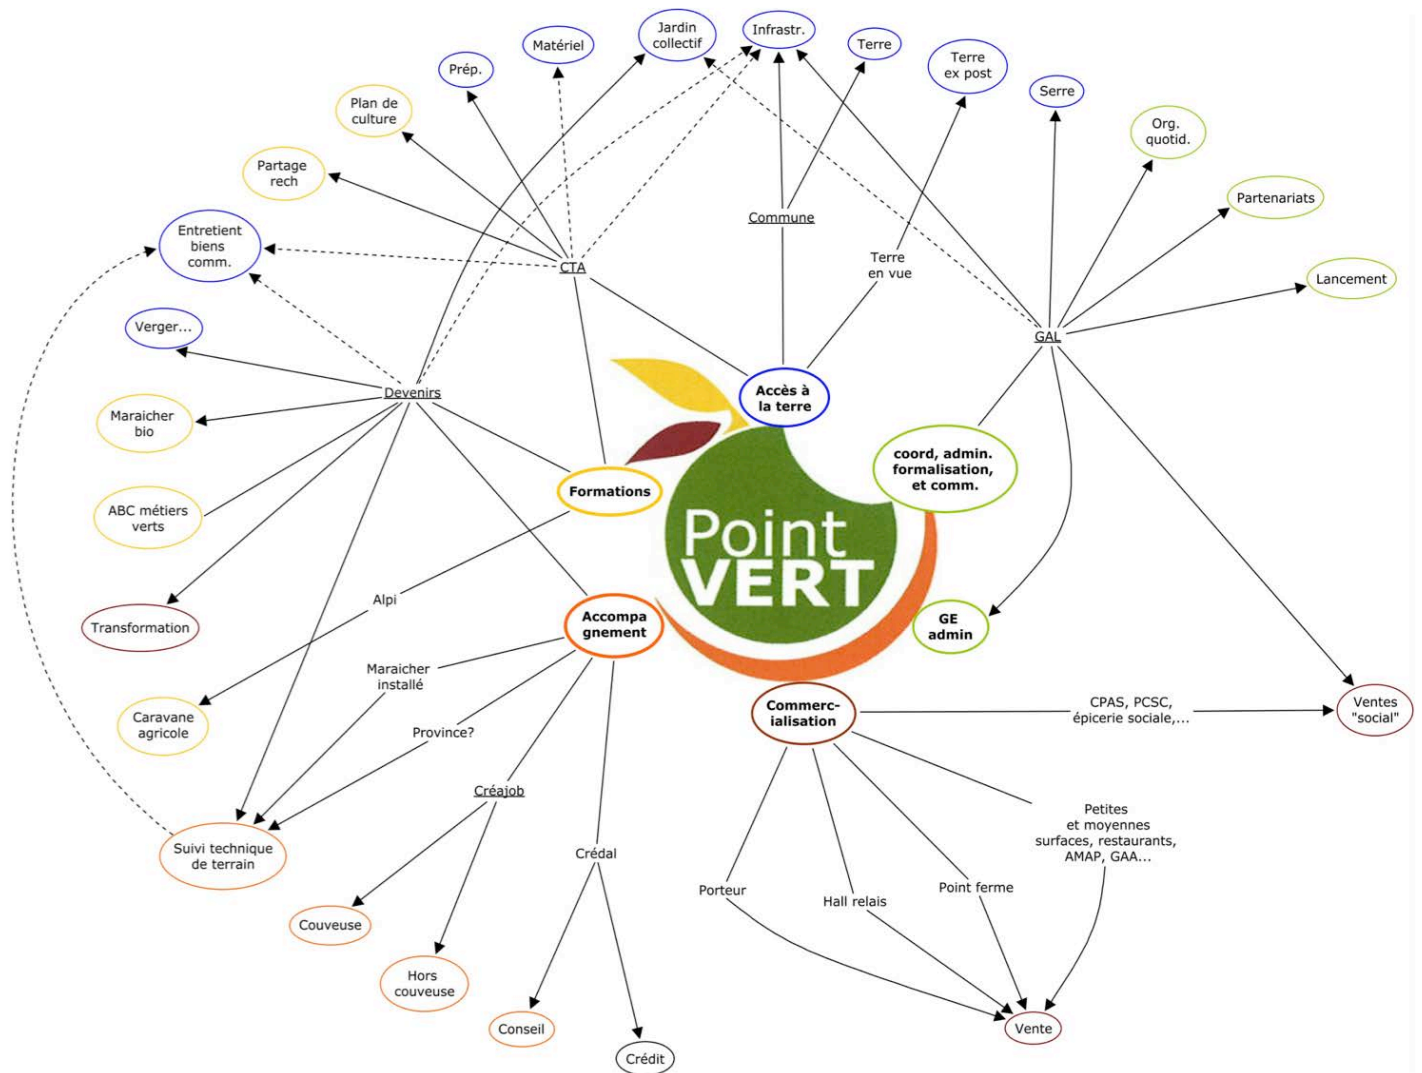 Jardin
collectif
Infrastr.
Matériel
Terre
Prép.
Terre
ex post
Serre
Plan de
culture
Org.
quotid.
Partage
rech
Partenariats
Commune
Entretient
biens
comm.
CTA
Terre
en vue
Lancement
Verger...
GAL
Devenirs
Accès à
la terre
Maraicher
bio
coord, admin.
formalisation,
et comm.
Formations
ABC métiers
verts
Point
VERT
Alpi
Transformation
Accompa
gnement
GE
admin
Maraicher
installé
Caravane
agricole
Province?
Commerc-
ialisation
CPAS, PCSC,
épicerie sociale,...
Ventes
"social"
Créajob
Petites
et moyennes
surfaces, restaurants,
AMAP, GAA...
Suivi technique
de terrain
Crédal
Porteur
Hall relais
Point ferme
Couveuse
Hors
couveuse
Conseil
Vente
Crédit